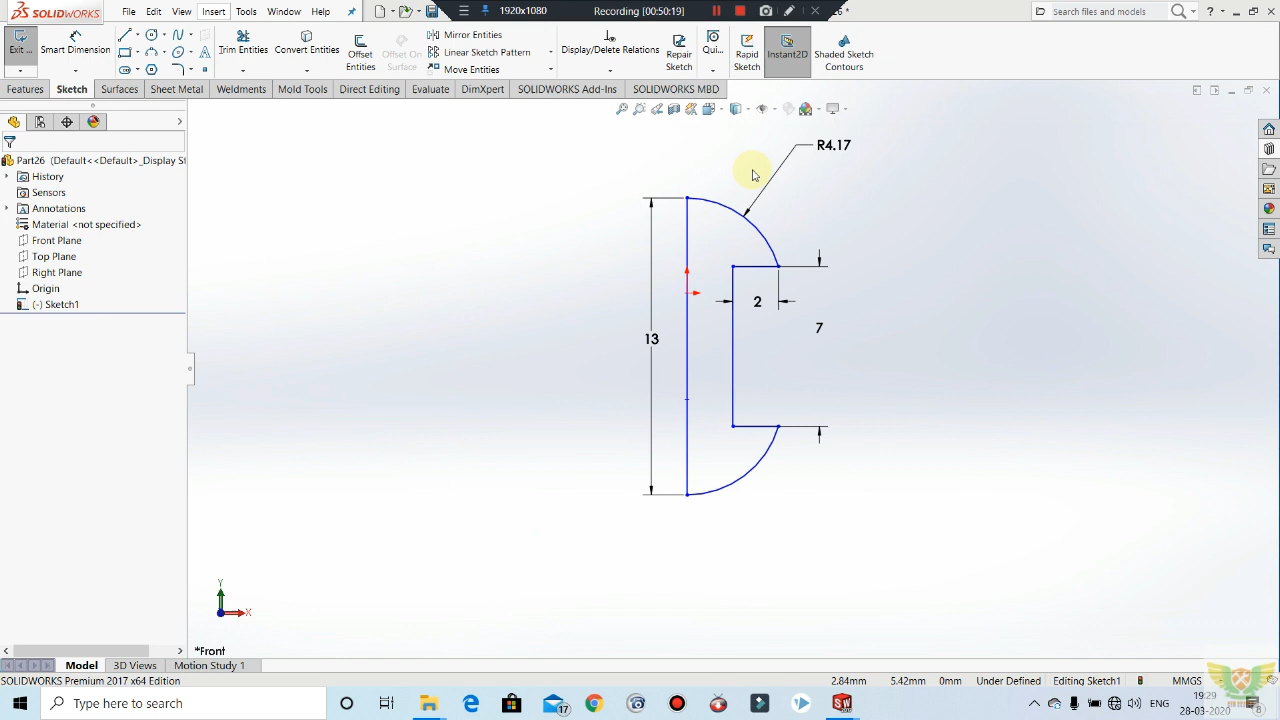 SOLIDWORKS File Edit View Insert Tools Window Help
1920x1080 Recording [00:50:19]
Search files and models
Exit ... Smart Dimension Trim Entities Convert Entities Offset Entities Offset On Surface
Mirror Entities
Linear Sketch Pattern
Move Entities
Display/Delete Relations Repair Sketch Qui... Rapid Sketch Instant2D Shaded Sketch Contours
Features Sketch Surfaces Sheet Metal Weldments Mold Tools Direct Editing Evaluate DimXpert SOLIDWORKS Add-Ins SOLIDWORKS MBD
Part26 (Default<<Default>_Display St
History
Sensors
Annotations
Material <not specified>
Front Plane
Top Plane
Right Plane
Origin
(-) Sketch1
R4.17
2
7
13
Y
X
*Front
Model 3D Views Motion Study 1
SOLIDWORKS Premium 2017 x64 Edition 2.84mm 5.42mm 0mm Under Defined Editing Sketch1 MMGS
Type here to search
17
ENG
19:29
28-03-2020
8